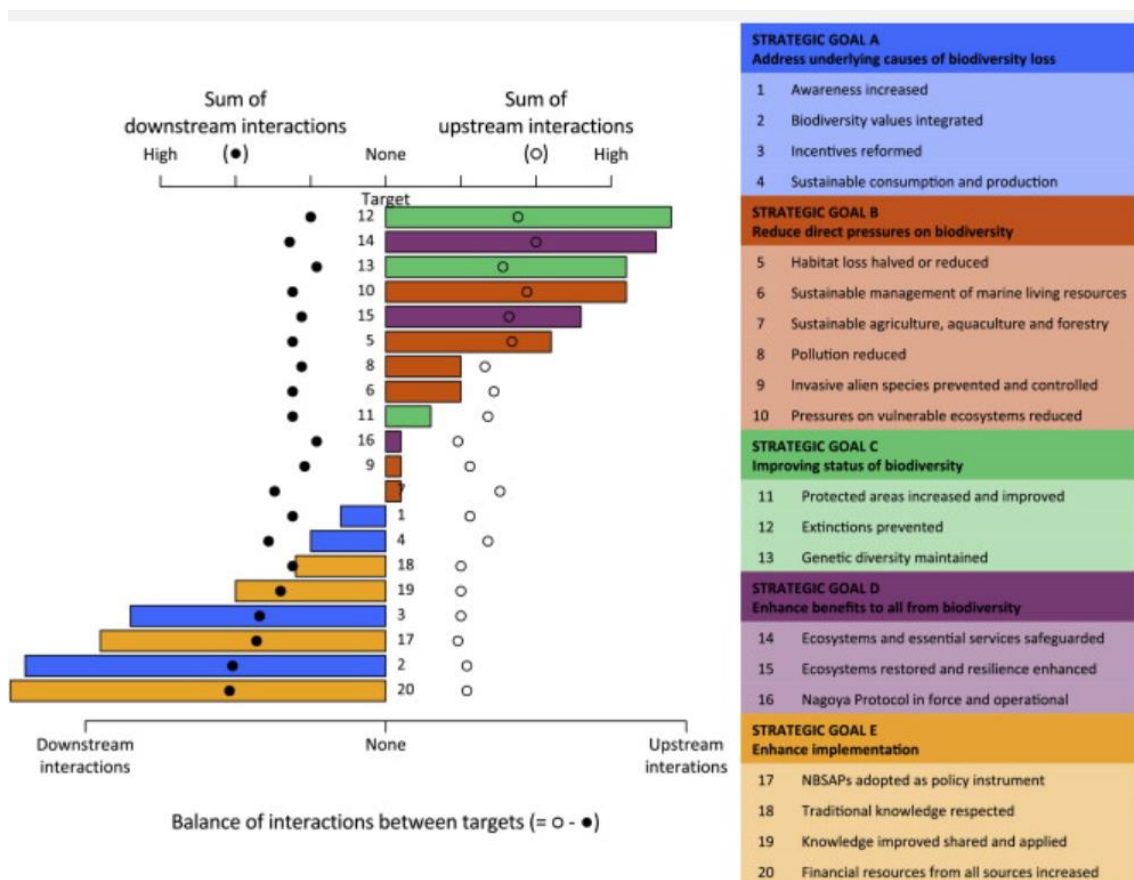 Sum of
downstream interactions
(●)
Sum of
upstream interactions
(○)
High
None
High
Target
12
14
13
10
15
5
8
6
11
16
9
7
1
4
18
19
3
17
2
20
Downstream
interactions
None
Upstream
interations
Balance of interactions between targets (= ○ - ●)
STRATEGIC GOAL A
Address underlying causes of biodiversity loss
1 Awareness increased
2 Biodiversity values integrated
3 Incentives reformed
4 Sustainable consumption and production
STRATEGIC GOAL B
Reduce direct pressures on biodiversity
5 Habitat loss halved or reduced
6 Sustainable management of marine living resources
7 Sustainable agriculture, aquaculture and forestry
8 Pollution reduced
9 Invasive alien species prevented and controlled
10 Pressures on vulnerable ecosystems reduced
STRATEGIC GOAL C
Improving status of biodiversity
11 Protected areas increased and improved
12 Extinctions prevented
13 Genetic diversity maintained
STRATEGIC GOAL D
Enhance benefits to all from biodiversity
14 Ecosystems and essential services safeguarded
15 Ecosystems restored and resilience enhanced
16 Nagoya Protocol in force and operational
STRATEGIC GOAL E
Enhance implementation
17 NBSAPs adopted as policy instrument
18 Traditional knowledge respected
19 Knowledge improved shared and applied
20 Financial resources from all sources increased